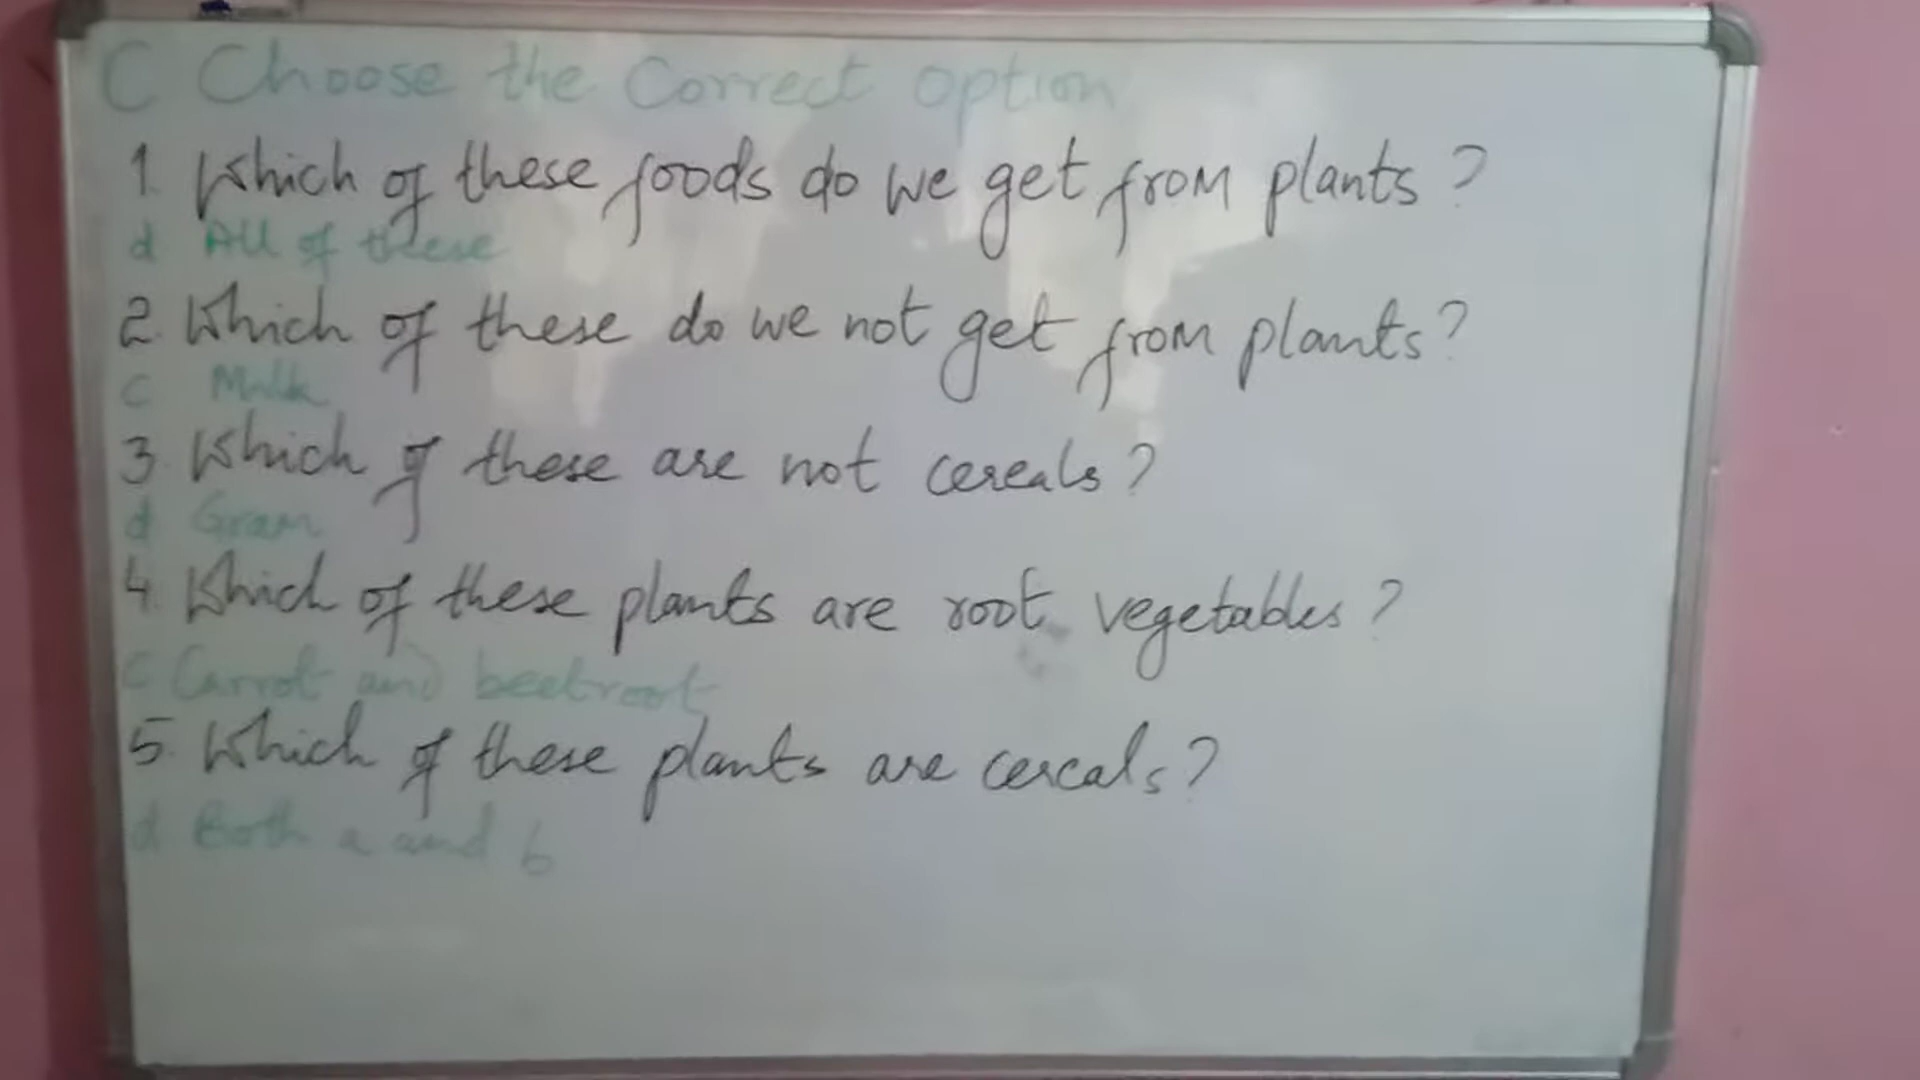 C Choose the Correct option
1. Which of these foods do we get from plants?
d All of these
2. Which of these do we not get from plants?
c Milk
3. Which of these are not cereals?
d Gram
4. Which of these plants are root vegetables?
c Carrot and beetroot
5. Which of these plants are cereals?
d Both a and b